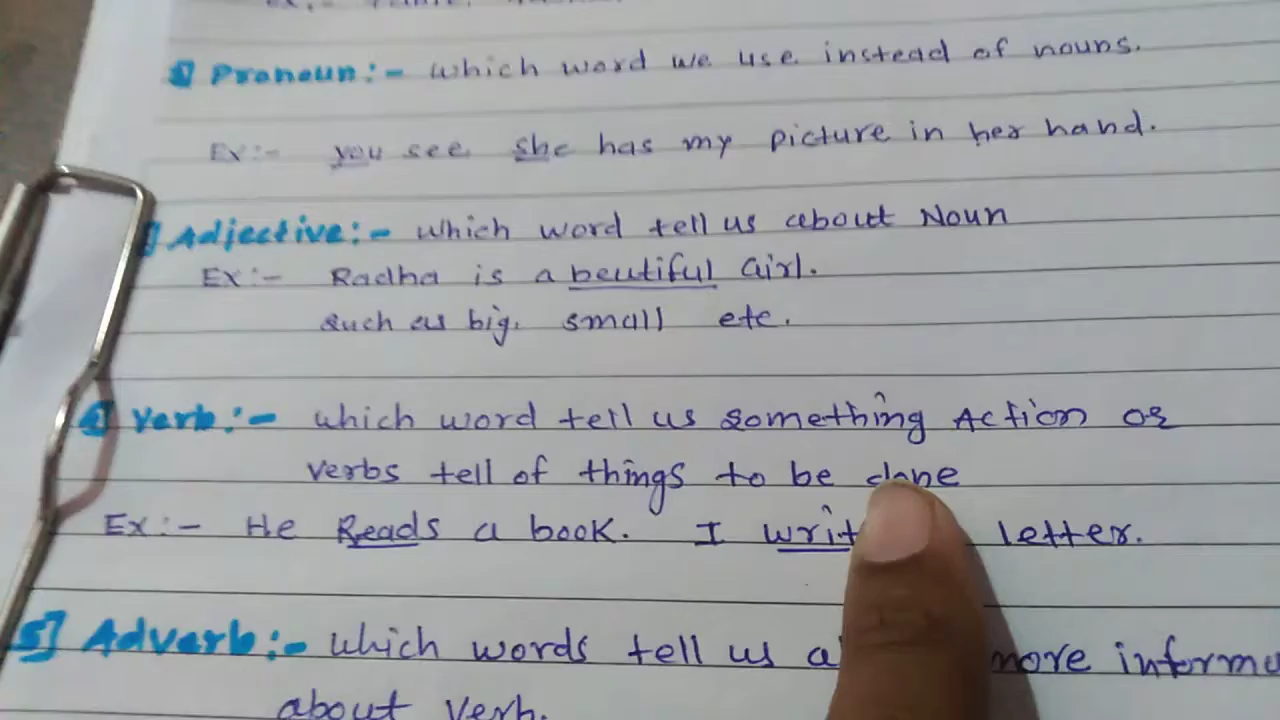 Pronoun:- which word we use instead of nouns.
Ex:- you see she has my picture in her hand.
Adjective:- which word tell us about Noun
Ex:- Radha is a beutiful Girl.
such as big, small etc.
4] Verb:- which word tell us something Action or
verbs tell of things to be done
Ex:- He Reads a book. I writ letter.
5] Adverb:- which words tell us more inform
about verb.